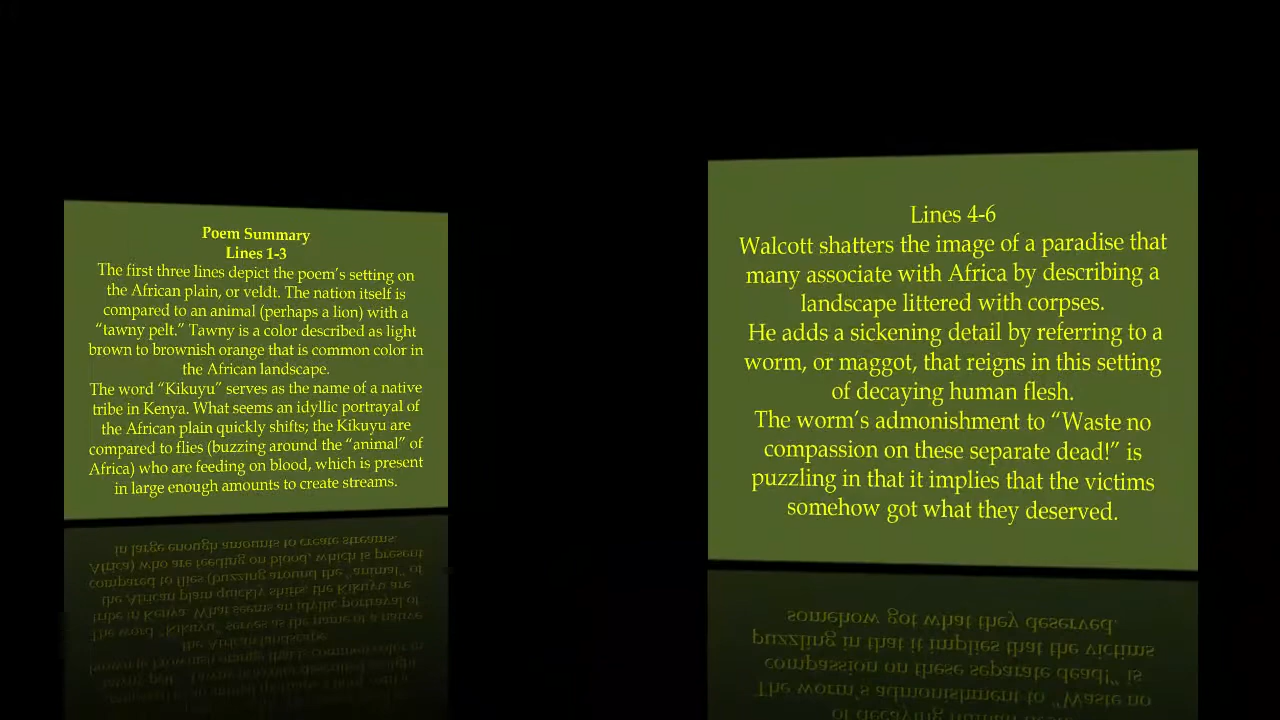 Poem Summary
Lines 1-3
The first three lines depict the poem’s setting on
the African plain, or veldt. The nation itself is
compared to an animal (perhaps a lion) with a
“tawny pelt.” Tawny is a color described as light
brown to brownish orange that is common color in
the African landscape.
The word “Kikuyu” serves as the name of a native
tribe in Kenya. What seems an idyllic portrayal of
the African plain quickly shifts; the Kikuyu are
compared to flies (buzzing around the “animal” of
Africa) who are feeding on blood, which is present
in large enough amounts to create streams.
Lines 4-6
Walcott shatters the image of a paradise that
many associate with Africa by describing a
landscape littered with corpses.
He adds a sickening detail by referring to a
worm, or maggot, that reigns in this setting
of decaying human flesh.
The worm’s admonishment to “Waste no
compassion on these separate dead!” is
puzzling in that it implies that the victims
somehow got what they deserved.